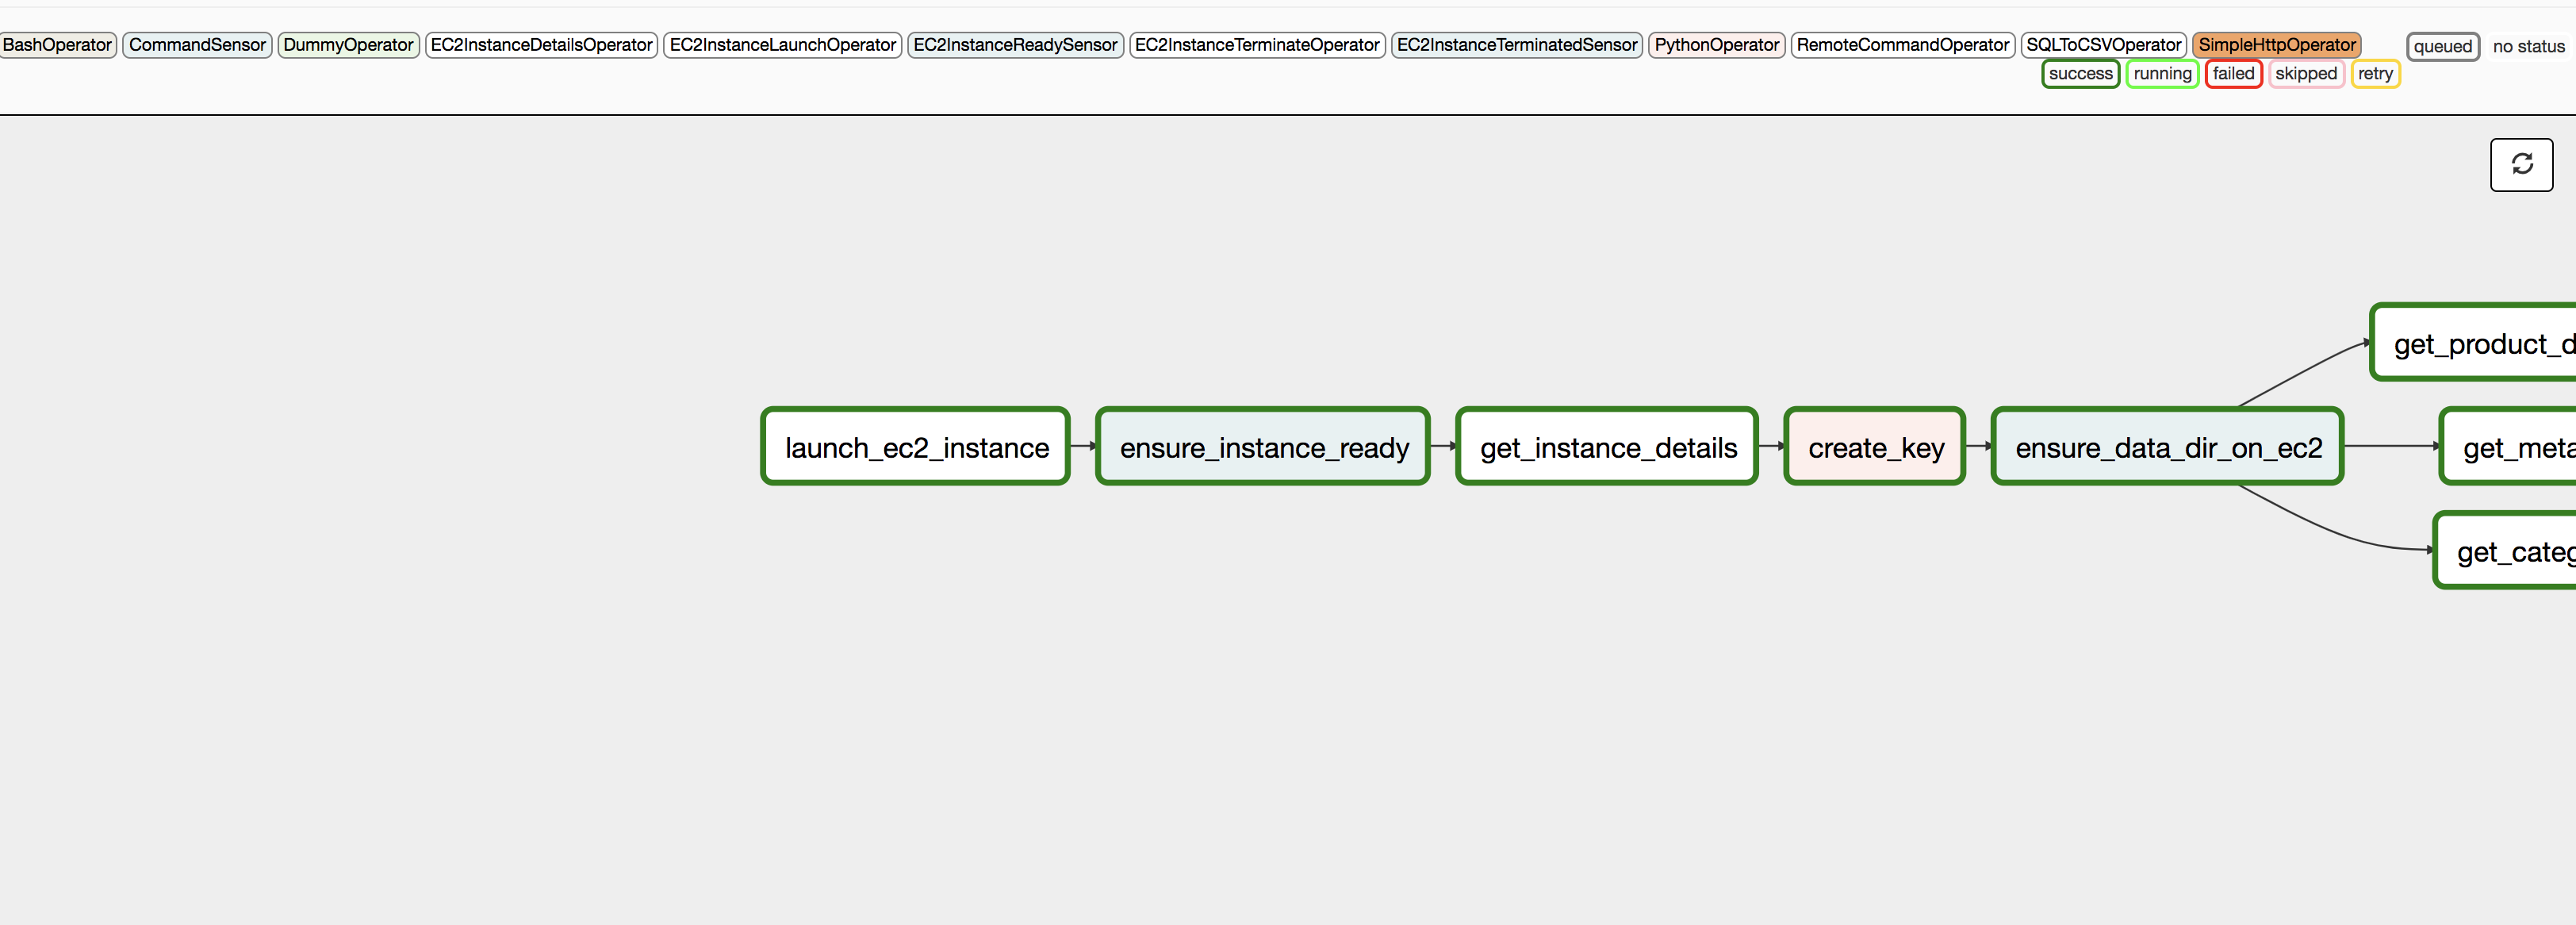 BashOperator CommandSensor DummyOperator EC2InstanceDetailsOperator EC2InstanceLaunchOperator EC2InstanceReadySensor EC2InstanceTerminateOperator EC2InstanceTerminatedSensor PythonOperator RemoteCommandOperator SQLToCSVOperator SimpleHttpOperator queued no status
success running failed skipped retry
get_product_d
launch_ec2_instance ensure_instance_ready get_instance_details create_key ensure_data_dir_on_ec2 get_meta
get_categ